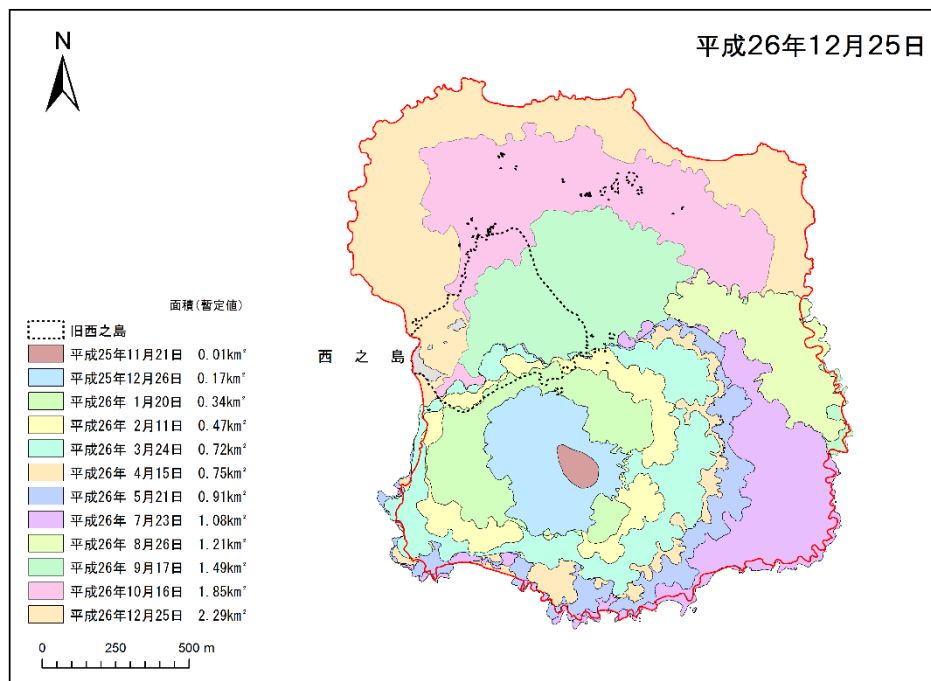 平成26年12月25日
N
西 之 島
面積(暫定値)
旧西之島
平成25年11月21日 0.01km²
平成25年12月26日 0.17km²
平成26年 1月20日 0.34km²
平成26年 2月11日 0.47km²
平成26年 3月24日 0.72km²
平成26年 4月15日 0.75km²
平成26年 5月21日 0.91km²
平成26年 7月23日 1.08km²
平成26年 8月26日 1.21km²
平成26年 9月17日 1.49km²
平成26年10月16日 1.85km²
平成26年12月25日 2.29km²
0 250 500 m